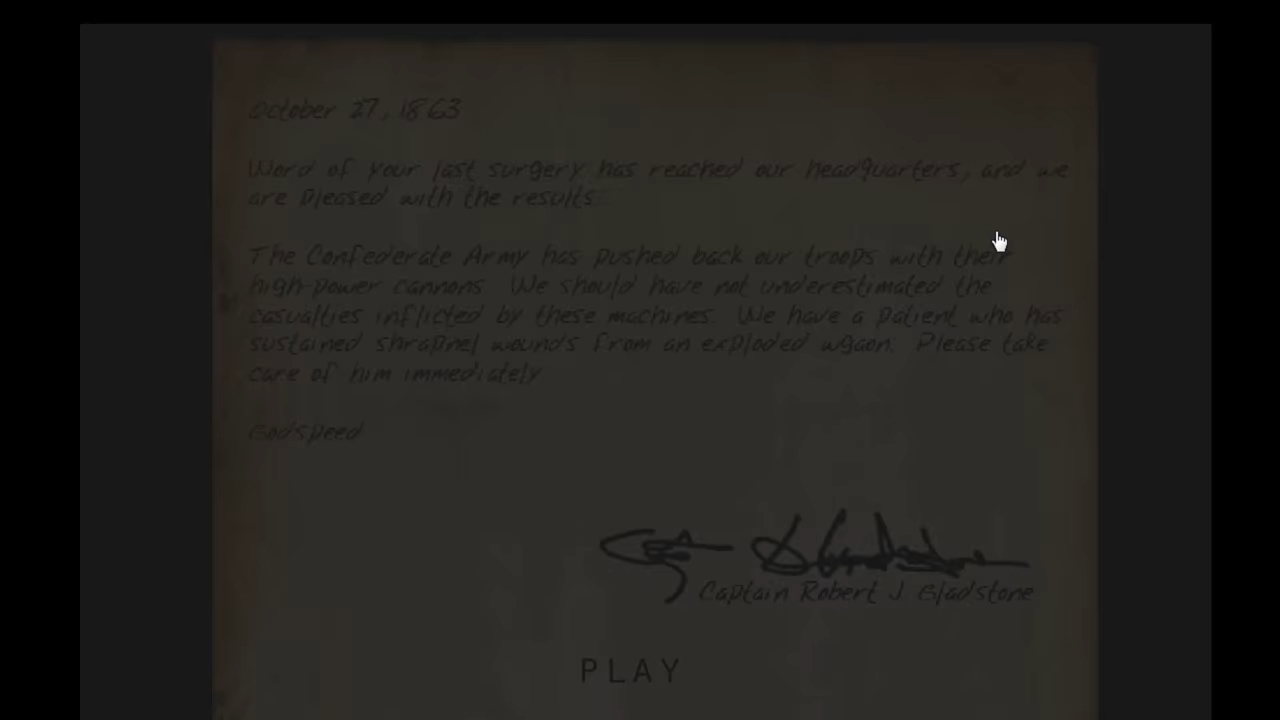 October 27, 1863
Word of your last surgery has reached our headquarters, and we
are pleased with the results.
The Confederate Army has pushed back our troops with their
high-power cannons. We should have not underestimated the
casualties inflicted by these machines. We have a patient who has
sustained shrapnel wounds from an exploded wgaon. Please take
care of him immediately
Godspeed
Captain Robert J. Gladstone
PLAY